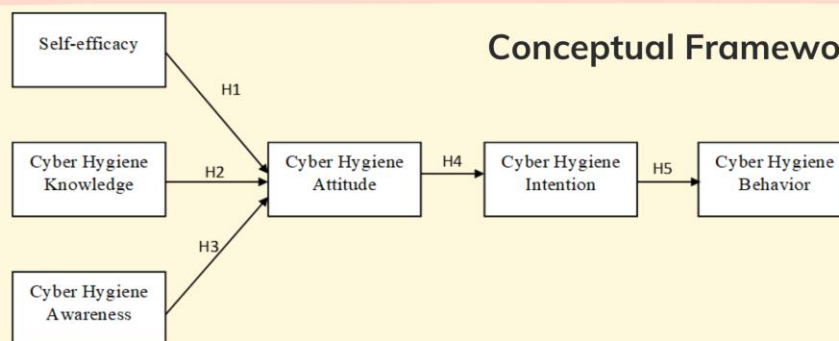 Conceptual Framewo
Self-efficacy
H1
Cyber Hygiene
Knowledge
H2
Cyber Hygiene
Attitude
H4
Cyber Hygiene
Intention
H5
Cyber Hygiene
Behavior
H3
Cyber Hygiene
Awareness